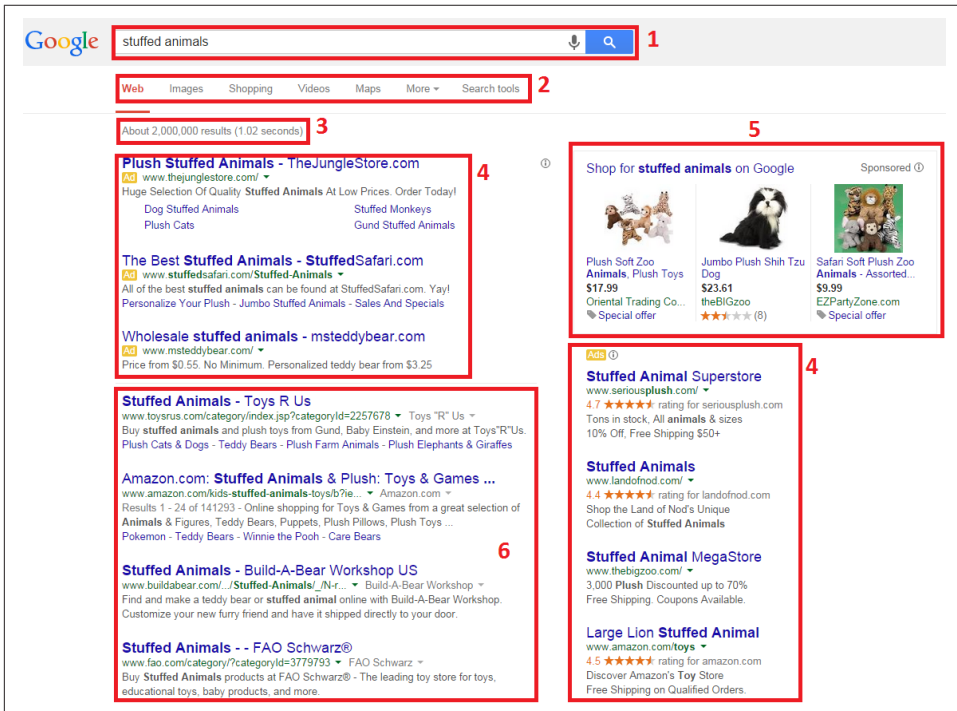 Google
stuffed animals
1
Web Images Shopping Videos Maps More Search tools
2
About 2,000,000 results (1.02 seconds)
3
Plush Stuffed Animals - TheJungleStore.com
Ad www.thejunglestore.com/
Huge Selection Of Quality Stuffed Animals At Low Prices. Order Today!
Dog Stuffed Animals Stuffed Monkeys
Plush Cats Gund Stuffed Animals
The Best Stuffed Animals - StuffedSafari.com
Ad www.stuffedsafari.com/Stuffed-Animals
All of the best stuffed animals can be found at StuffedSafari.com. Yay!
Personalize Your Plush - Jumbo Stuffed Animals - Sales And Specials
Wholesale stuffed animals - msteddybear.com
Ad www.msteddybear.com/
Price from $0.55. No Minimum. Personalized teddy bear from $3.25
4
Stuffed Animals - Toys R Us
www.toysrus.com/category/index.jsp?categoryId=2257678 Toys "R" Us
Buy stuffed animals and plush toys from Gund, Baby Einstein, and more at Toys"R"Us.
Plush Cats & Dogs - Teddy Bears - Plush Farm Animals - Plush Elephants & Giraffes
Amazon.com: Stuffed Animals & Plush: Toys & Games ...
www.amazon.com/kids-stuffed-animals-toys/b?ie... Amazon.com
Results 1 - 24 of 141293 - Online shopping for Toys & Games from a great selection of
Animals & Figures, Teddy Bears, Puppets, Plush Pillows, Plush Toys ...
Pokemon - Teddy Bears - Winnie the Pooh - Care Bears
6
Stuffed Animals - Build-A-Bear Workshop US
www.buildabear.com/.../Stuffed-Animals/_/N-r... Build-A-Bear Workshop
Find and make a teddy bear or stuffed animal online with Build-A-Bear Workshop.
Customize your new furry friend and have it shipped directly to your door.
Stuffed Animals - - FAO Schwarz®
www.fao.com/category/?categoryId=3779793 FAO Schwarz
Buy Stuffed Animals products at FAO Schwarz® - The leading toy store for toys,
educational toys, baby products, and more.
5
Shop for stuffed animals on Google Sponsored
Plush Soft Zoo
Animals, Plush Toys
$17.99
Oriental Trading Co...
Special offer
Jumbo Plush Shih Tzu
Dog
$23.61
theBIGzoo
(8)
Safari Soft Plush Zoo
Animals - Assorted...
$9.99
EZPartyZone.com
Special offer
Ads
4
Stuffed Animal Superstore
www.seriousplush.com/
4.7 rating for seriousplush.com
Tons in stock, All animals & sizes
10% Off, Free Shipping $50+
Stuffed Animals
www.landofnod.com/
4.4 rating for landofnod.com
Shop the Land of Nod's Unique
Collection of Stuffed Animals
Stuffed Animal MegaStore
www.thebigzoo.com/
3,000 Plush Discounted up to 70%
Free Shipping. Coupons Available.
Large Lion Stuffed Animal
www.amazon.com/toys
4.5 rating for amazon.com
Discover Amazon's Toy Store
Free Shipping on Qualified Orders.